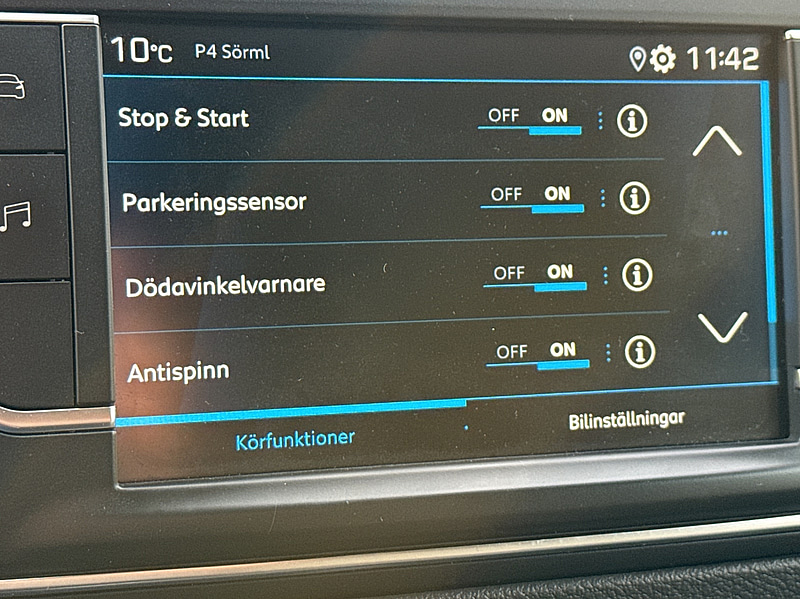 10°C P4 Sörml 11:42
Stop & Start OFF ON
Parkeringssensor OFF ON
Dödavinkelvarnare OFF ON
Antispinn OFF ON
Körfunktioner Bilinställningar